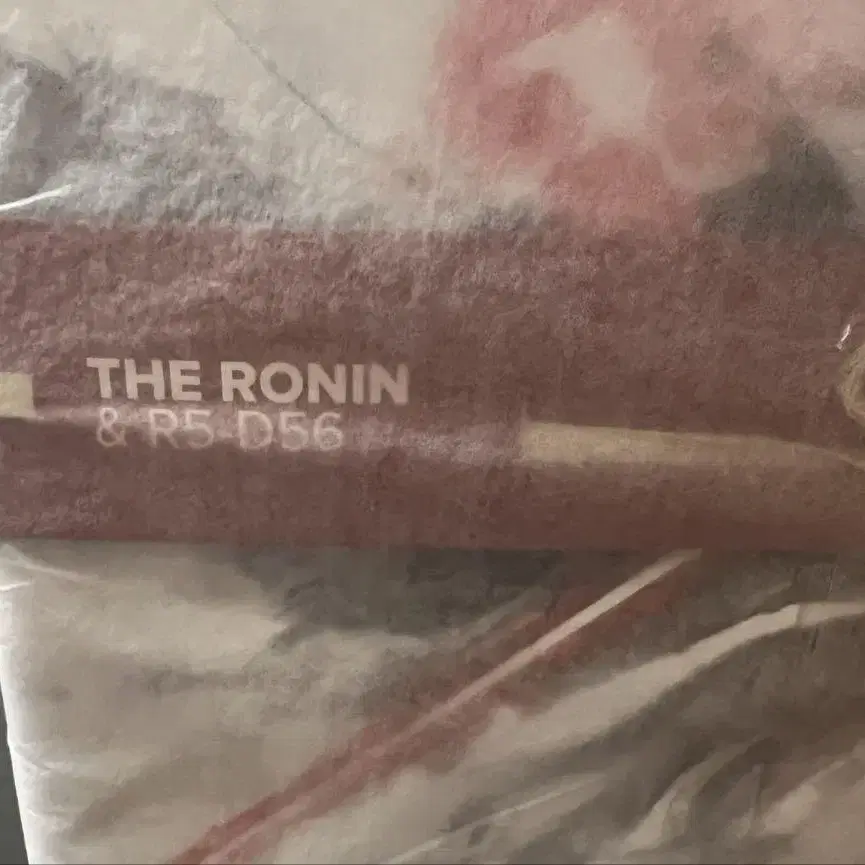 THE RONIN
& R5-D56